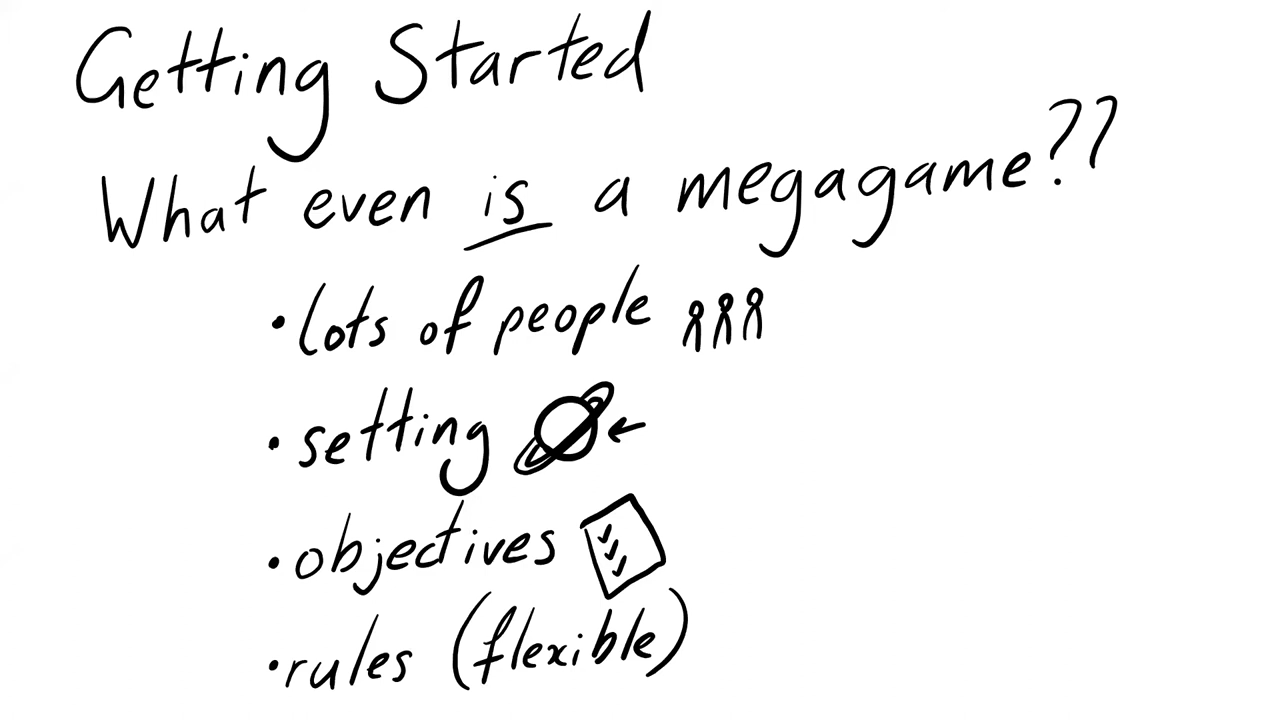 Getting Started
What even is a megagame??
• lots of people
• setting
• objectives
• rules (flexible)